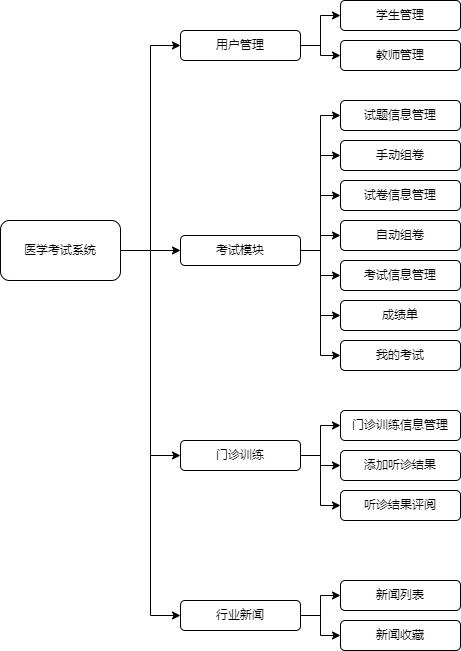 医学考试系统
用户管理
学生管理
教师管理
考试模块
试题信息管理
手动组卷
试卷信息管理
自动组卷
考试信息管理
成绩单
我的考试
门诊训练
门诊训练信息管理
添加听诊结果
听诊结果评阅
行业新闻
新闻列表
新闻收藏